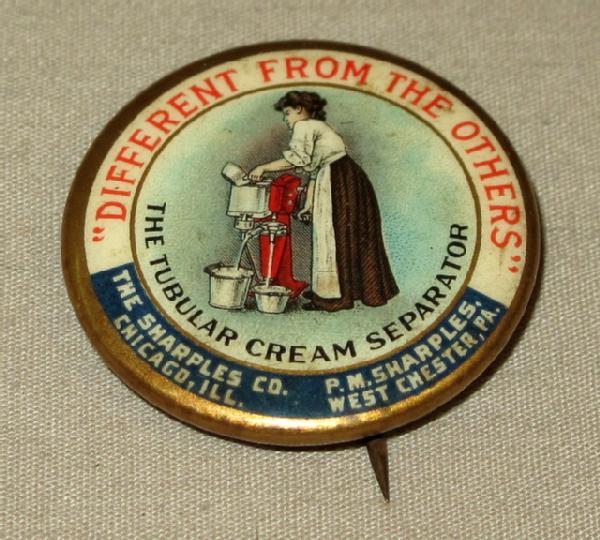 "DIFFERENT FROM THE OTHERS"
THE TUBULAR CREAM SEPARATOR
THE SHARPLES CO.
CHICAGO, ILL.
P.M. SHARPLES,
WEST CHESTER, PA.